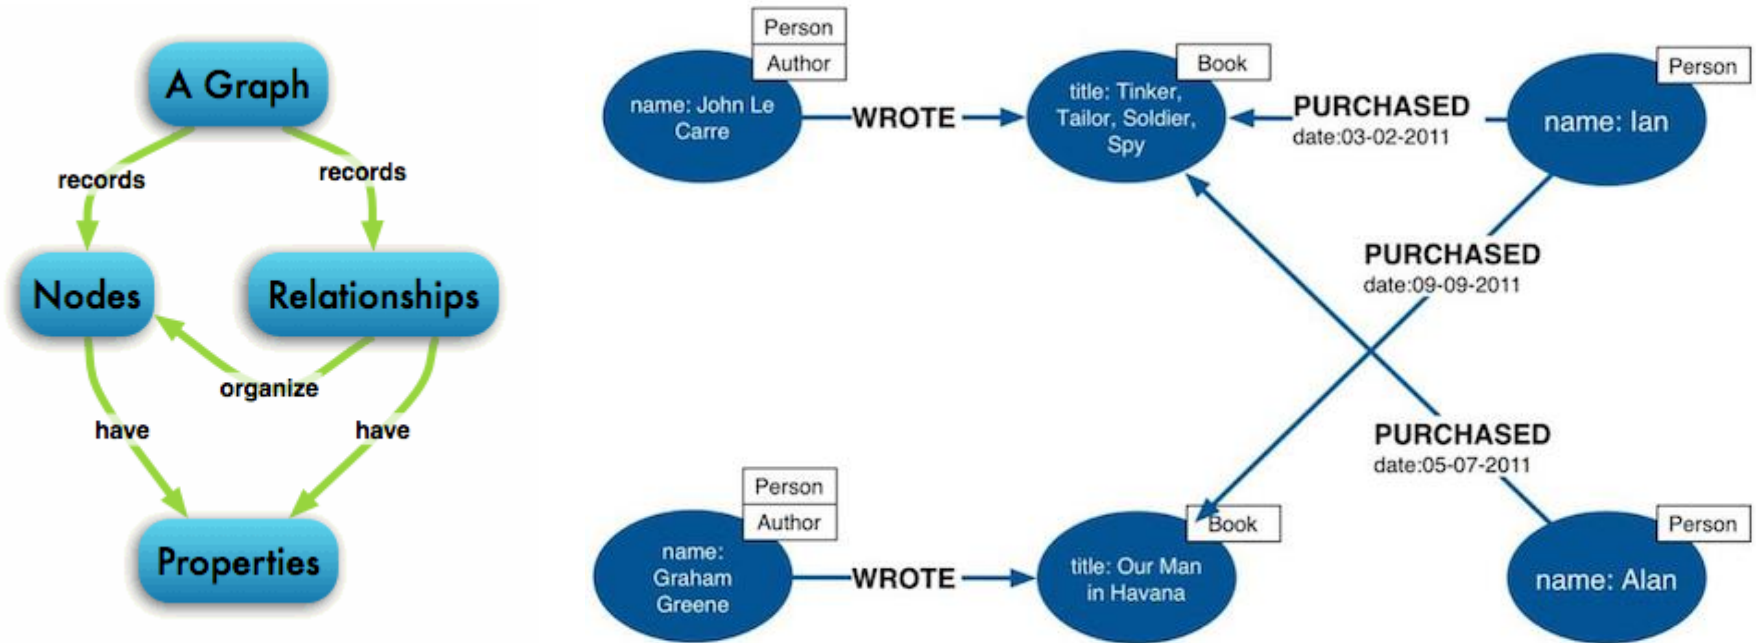 A Graph
records
records
Nodes
Relationships
organize
have
have
Properties
Person
Author
name: John Le
Carre
WROTE
Book
title: Tinker,
Tailor, Soldier,
Spy
PURCHASED
date:03-02-2011
Person
name: Ian
PURCHASED
date:09-09-2011
PURCHASED
date:05-07-2011
Person
Author
name:
Graham
Greene
WROTE
Book
title: Our Man
in Havana
Person
name: Alan